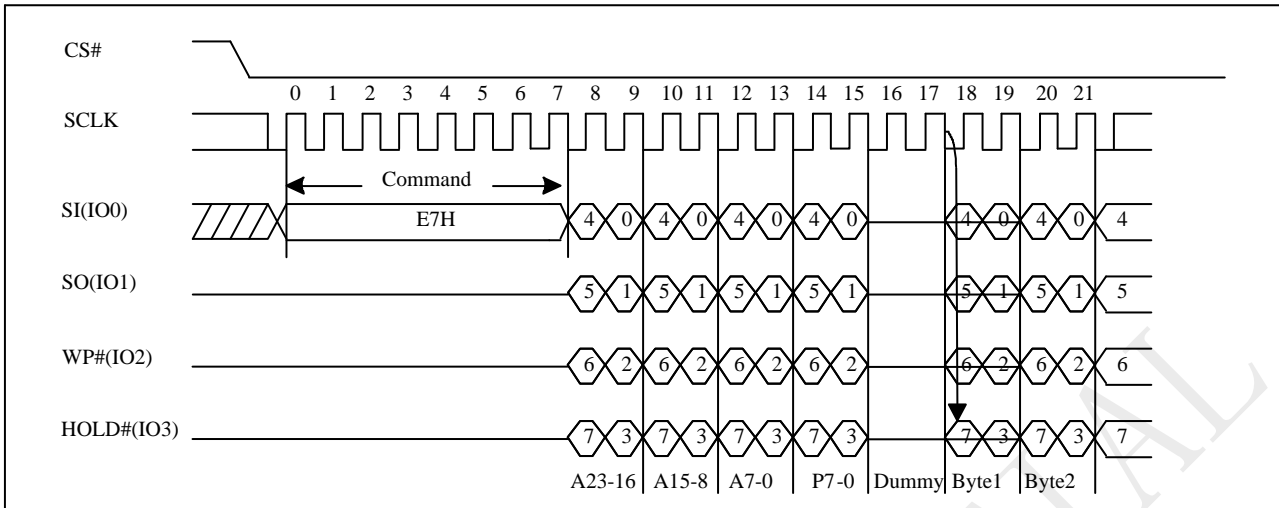 CS#
0 1 2 3 4 5 6 7 8 9 10 11 12 13 14 15 16 17 18 19 20 21
SCLK
Command
SI(IO0) E7H 4 0 4 0 4 0 4 0 4 0 4 0 4
SO(IO1) 5 1 5 1 5 1 5 1 5 1 5 1 5
WP#(IO2) 6 2 6 2 6 2 6 2 6 2 6 2 6
HOLD#(IO3) 7 3 7 3 7 3 7 3 7 3 7 3 7
A23-16 A15-8 A7-0 P7-0 Dummy Byte1 Byte2